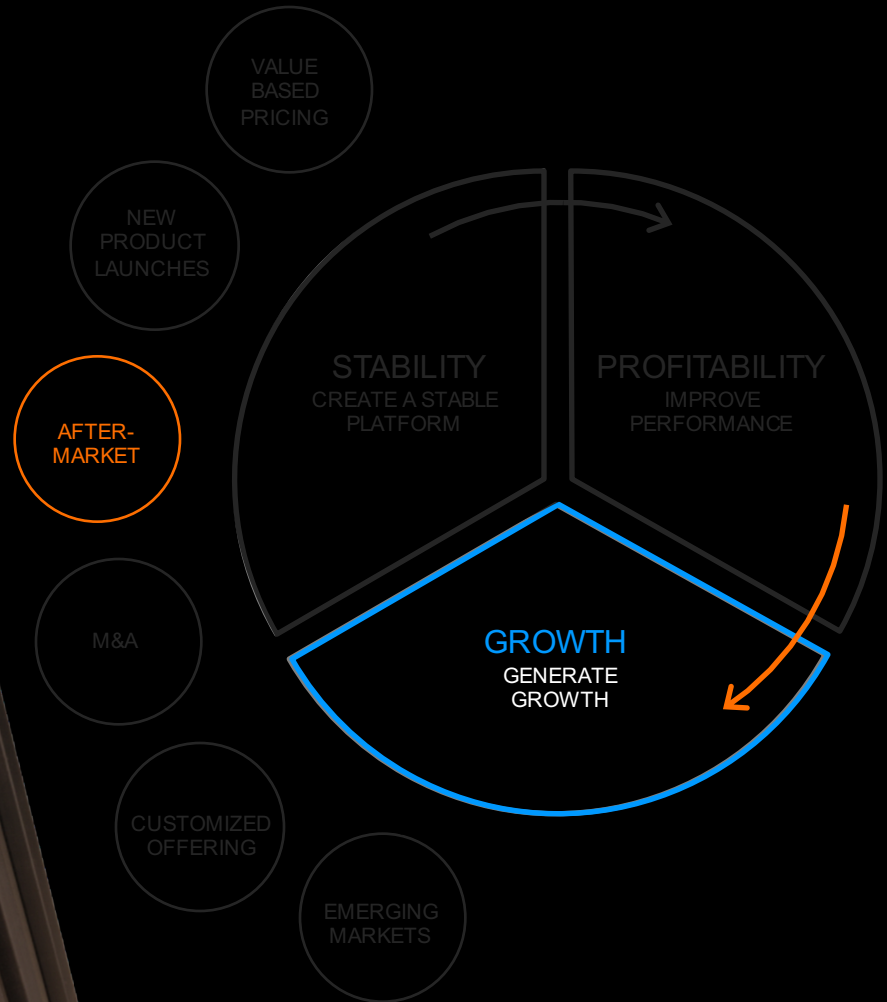 VALUE
BASED
PRICING
NEW
PRODUCT
LAUNCHES
AFTER-
MARKET
M&A
CUSTOMIZED
OFFERING
EMERGING
MARKETS
STABILITY
CREATE A STABLE
PLATFORM
PROFITABILITY
IMPROVE
PERFORMANCE
GROWTH
GENERATE
GROWTH